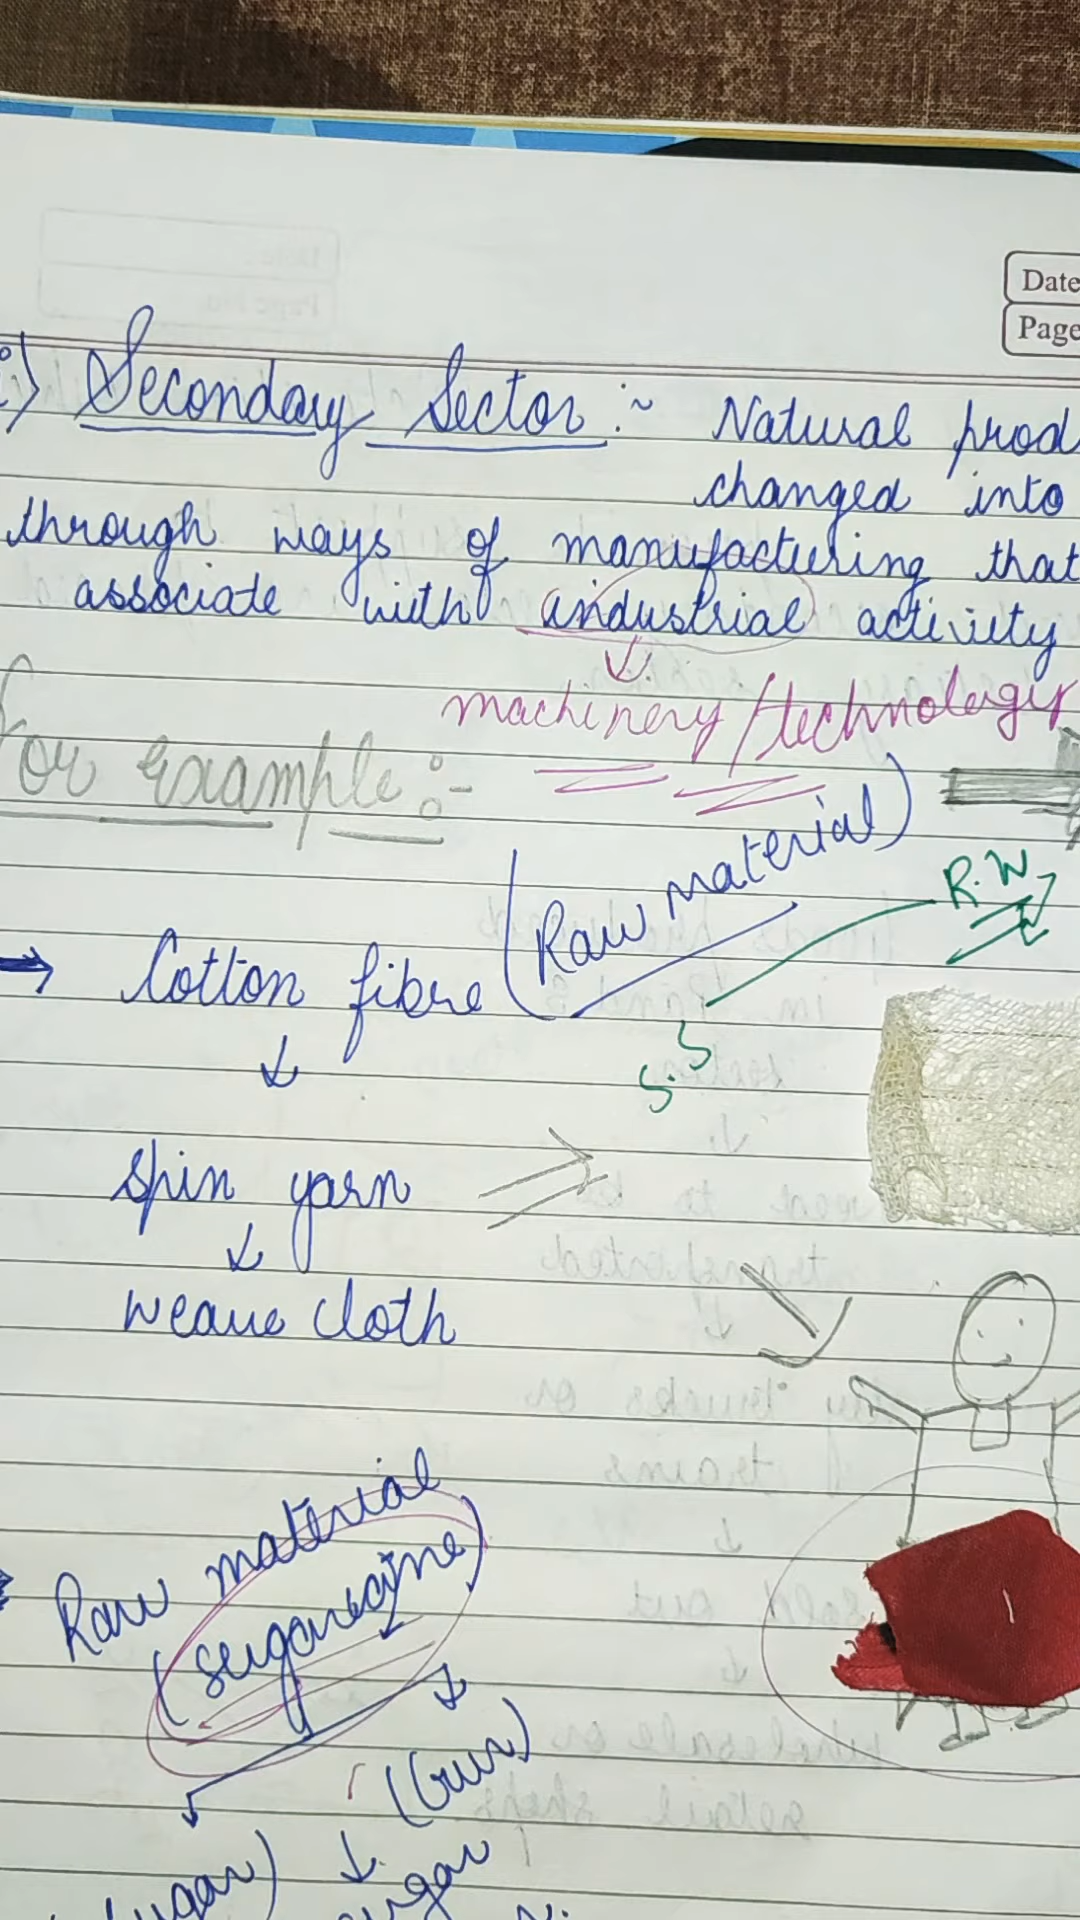 Date
Page
i) Secondary Sector :~ Natural prod
changed into
through ways of manufacturing that
associate with industrial activity
machinery/technology
For example :-
(Raw material)
R.W
→ Cotton fibre
S.S
Spin yarn
weave cloth
Raw material
(sugarcane)
(Gur)
sugar)
sugar